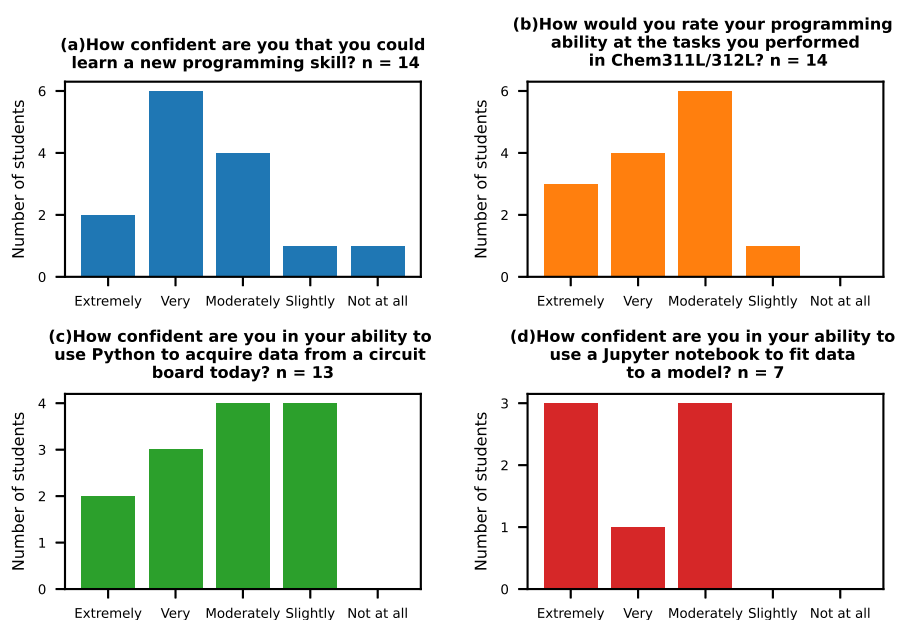 (a)How confident are you that you could
learn a new programming skill? n = 14
Number of students
6
4
2
0
Extremely Very Moderately Slightly Not at all
(b)How would you rate your programming
ability at the tasks you performed
in Chem311L/312L? n = 14
Number of students
6
4
2
0
Extremely Very Moderately Slightly Not at all
(c)How confident are you in your ability to
use Python to acquire data from a circuit
board today? n = 13
Number of students
4
3
2
1
0
Extremely Very Moderately Slightly Not at all
(d)How confident are you in your ability to
use a Jupyter notebook to fit data
to a model? n = 7
Number of students
3
2
1
0
Extremely Very Moderately Slightly Not at all